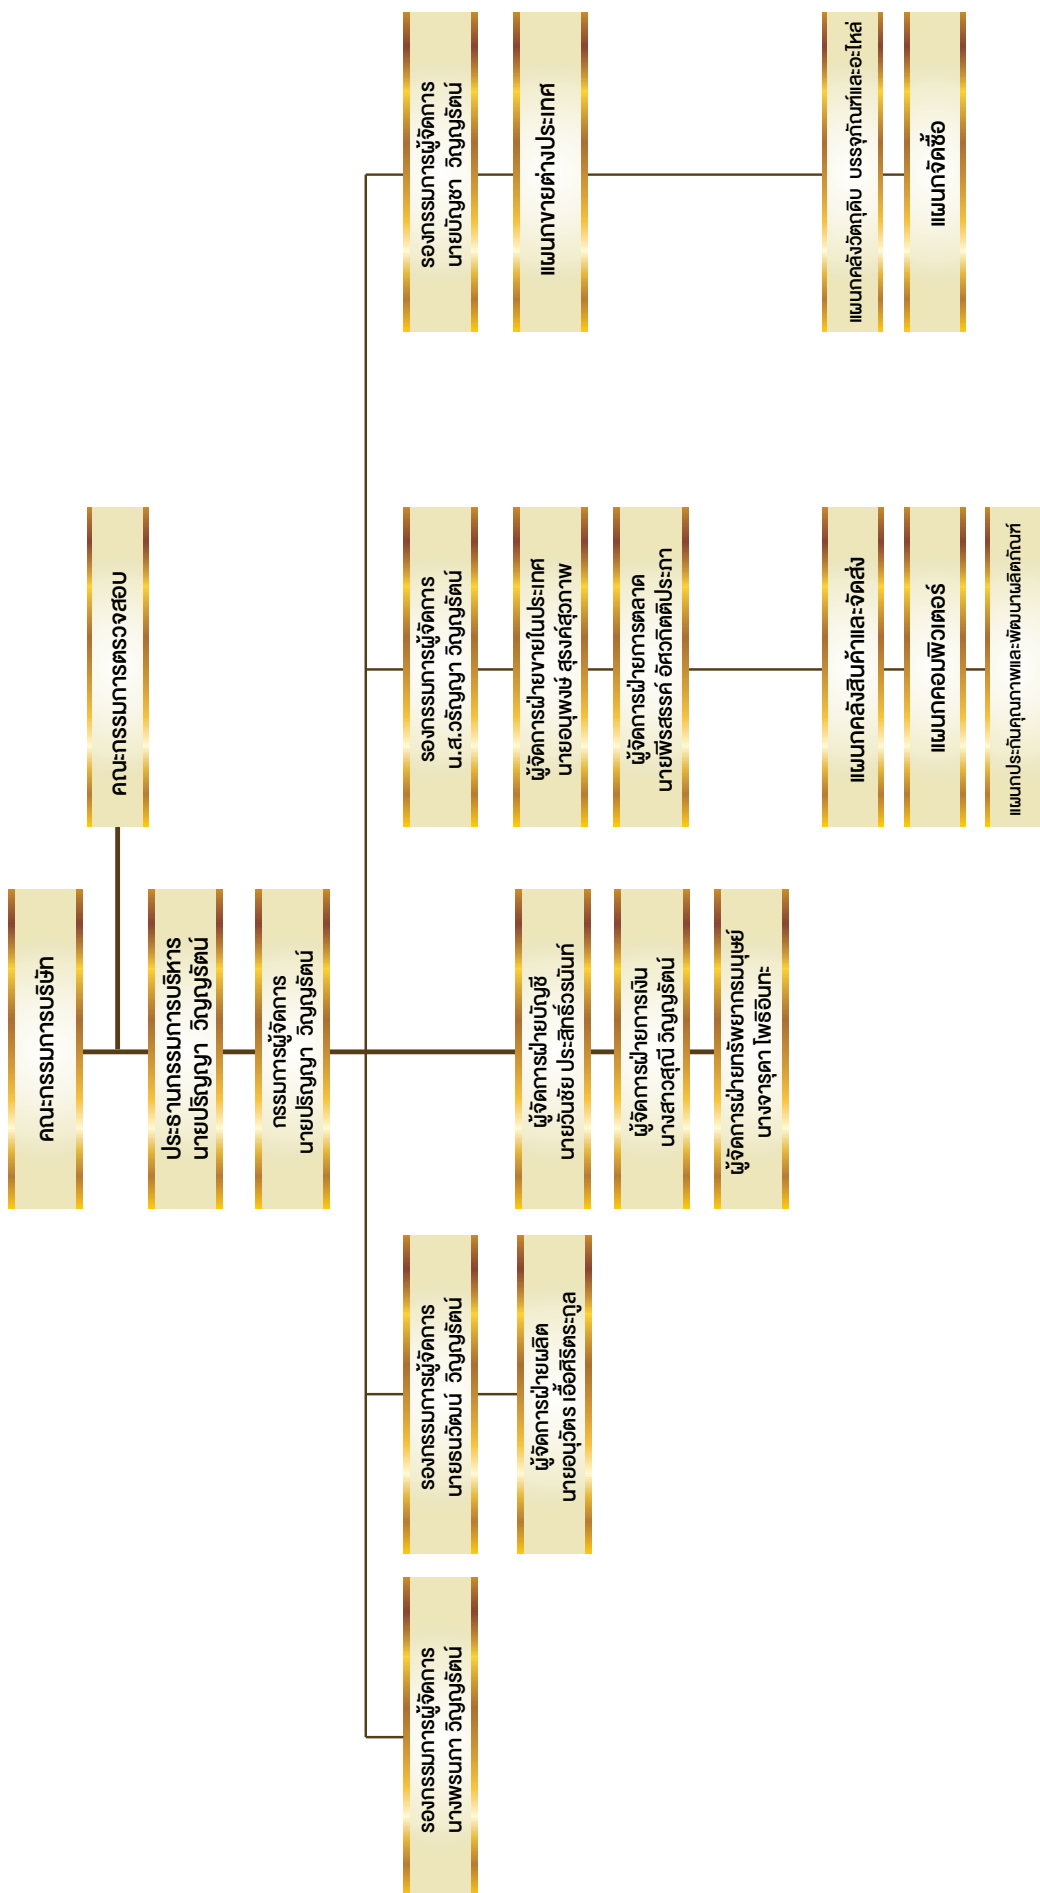 คณะกรรมการบริษัท
คณะกรรมการตรวจสอบ
ประธานกรรมการบริหาร
นายปริญญา วิญญรัตน์
กรรมการผู้จัดการ
นายปริญญา วิญญรัตน์
รองกรรมการผู้จัดการ
นางพรนภา วิญญรัตน์
รองกรรมการผู้จัดการ
นายธนวัฒน์ วิญญรัตน์
ผู้จัดการฝ่ายผลิต
นายอนุวัตร เอื้อศิริตระกูล
ผู้จัดการฝ่ายบัญชี
นายวันชัย ประสิทธิ์วรนันท์
ผู้จัดการฝ่ายการเงิน
นางสาวสุณี วิญญรัตน์
ผู้จัดการฝ่ายทรัพยากรมนุษย์
นางจารุดา โพธิอินทะ
รองกรรมการผู้จัดการ
น.ส.วรัญญา วิญญรัตน์
ผู้จัดการฝ่ายขายในประเทศ
นายอนุพงษ์ สุรงค์สุวภาพ
ผู้จัดการฝ่ายการตลาด
นายพีรสรรค์ อัศวกิตติประภา
แผนกคลังสินค้าและจัดส่ง
แผนกคอมพิวเตอร์
แผนกประกันคุณภาพและพัฒนาผลิตภัณฑ์
รองกรรมการผู้จัดการ
นายบัญชา วิญญรัตน์
แผนกขายต่างประเทศ
แผนกคลังวัตถุดิบ บรรจุภัณฑ์และอะไหล่
แผนกจัดซื้อ